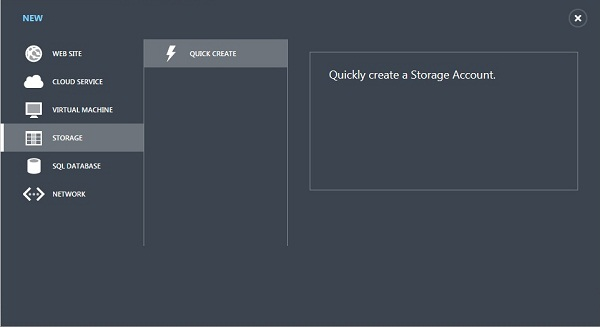 NEW
WEB SITE
CLOUD SERVICE
VIRTUAL MACHINE
STORAGE
SQL DATABASE
NETWORK
QUICK CREATE
Quickly create a Storage Account.